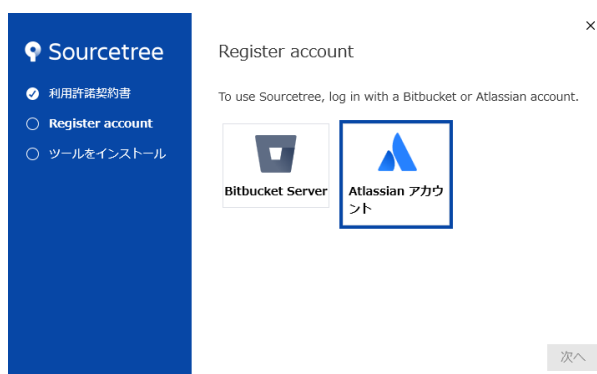 Sourcetree
利用許諾契約書
Register account
ツールをインストール
Register account
To use Sourcetree, log in with a Bitbucket or Atlassian account.
Bitbucket Server
Atlassian アカウ
ント
次へ